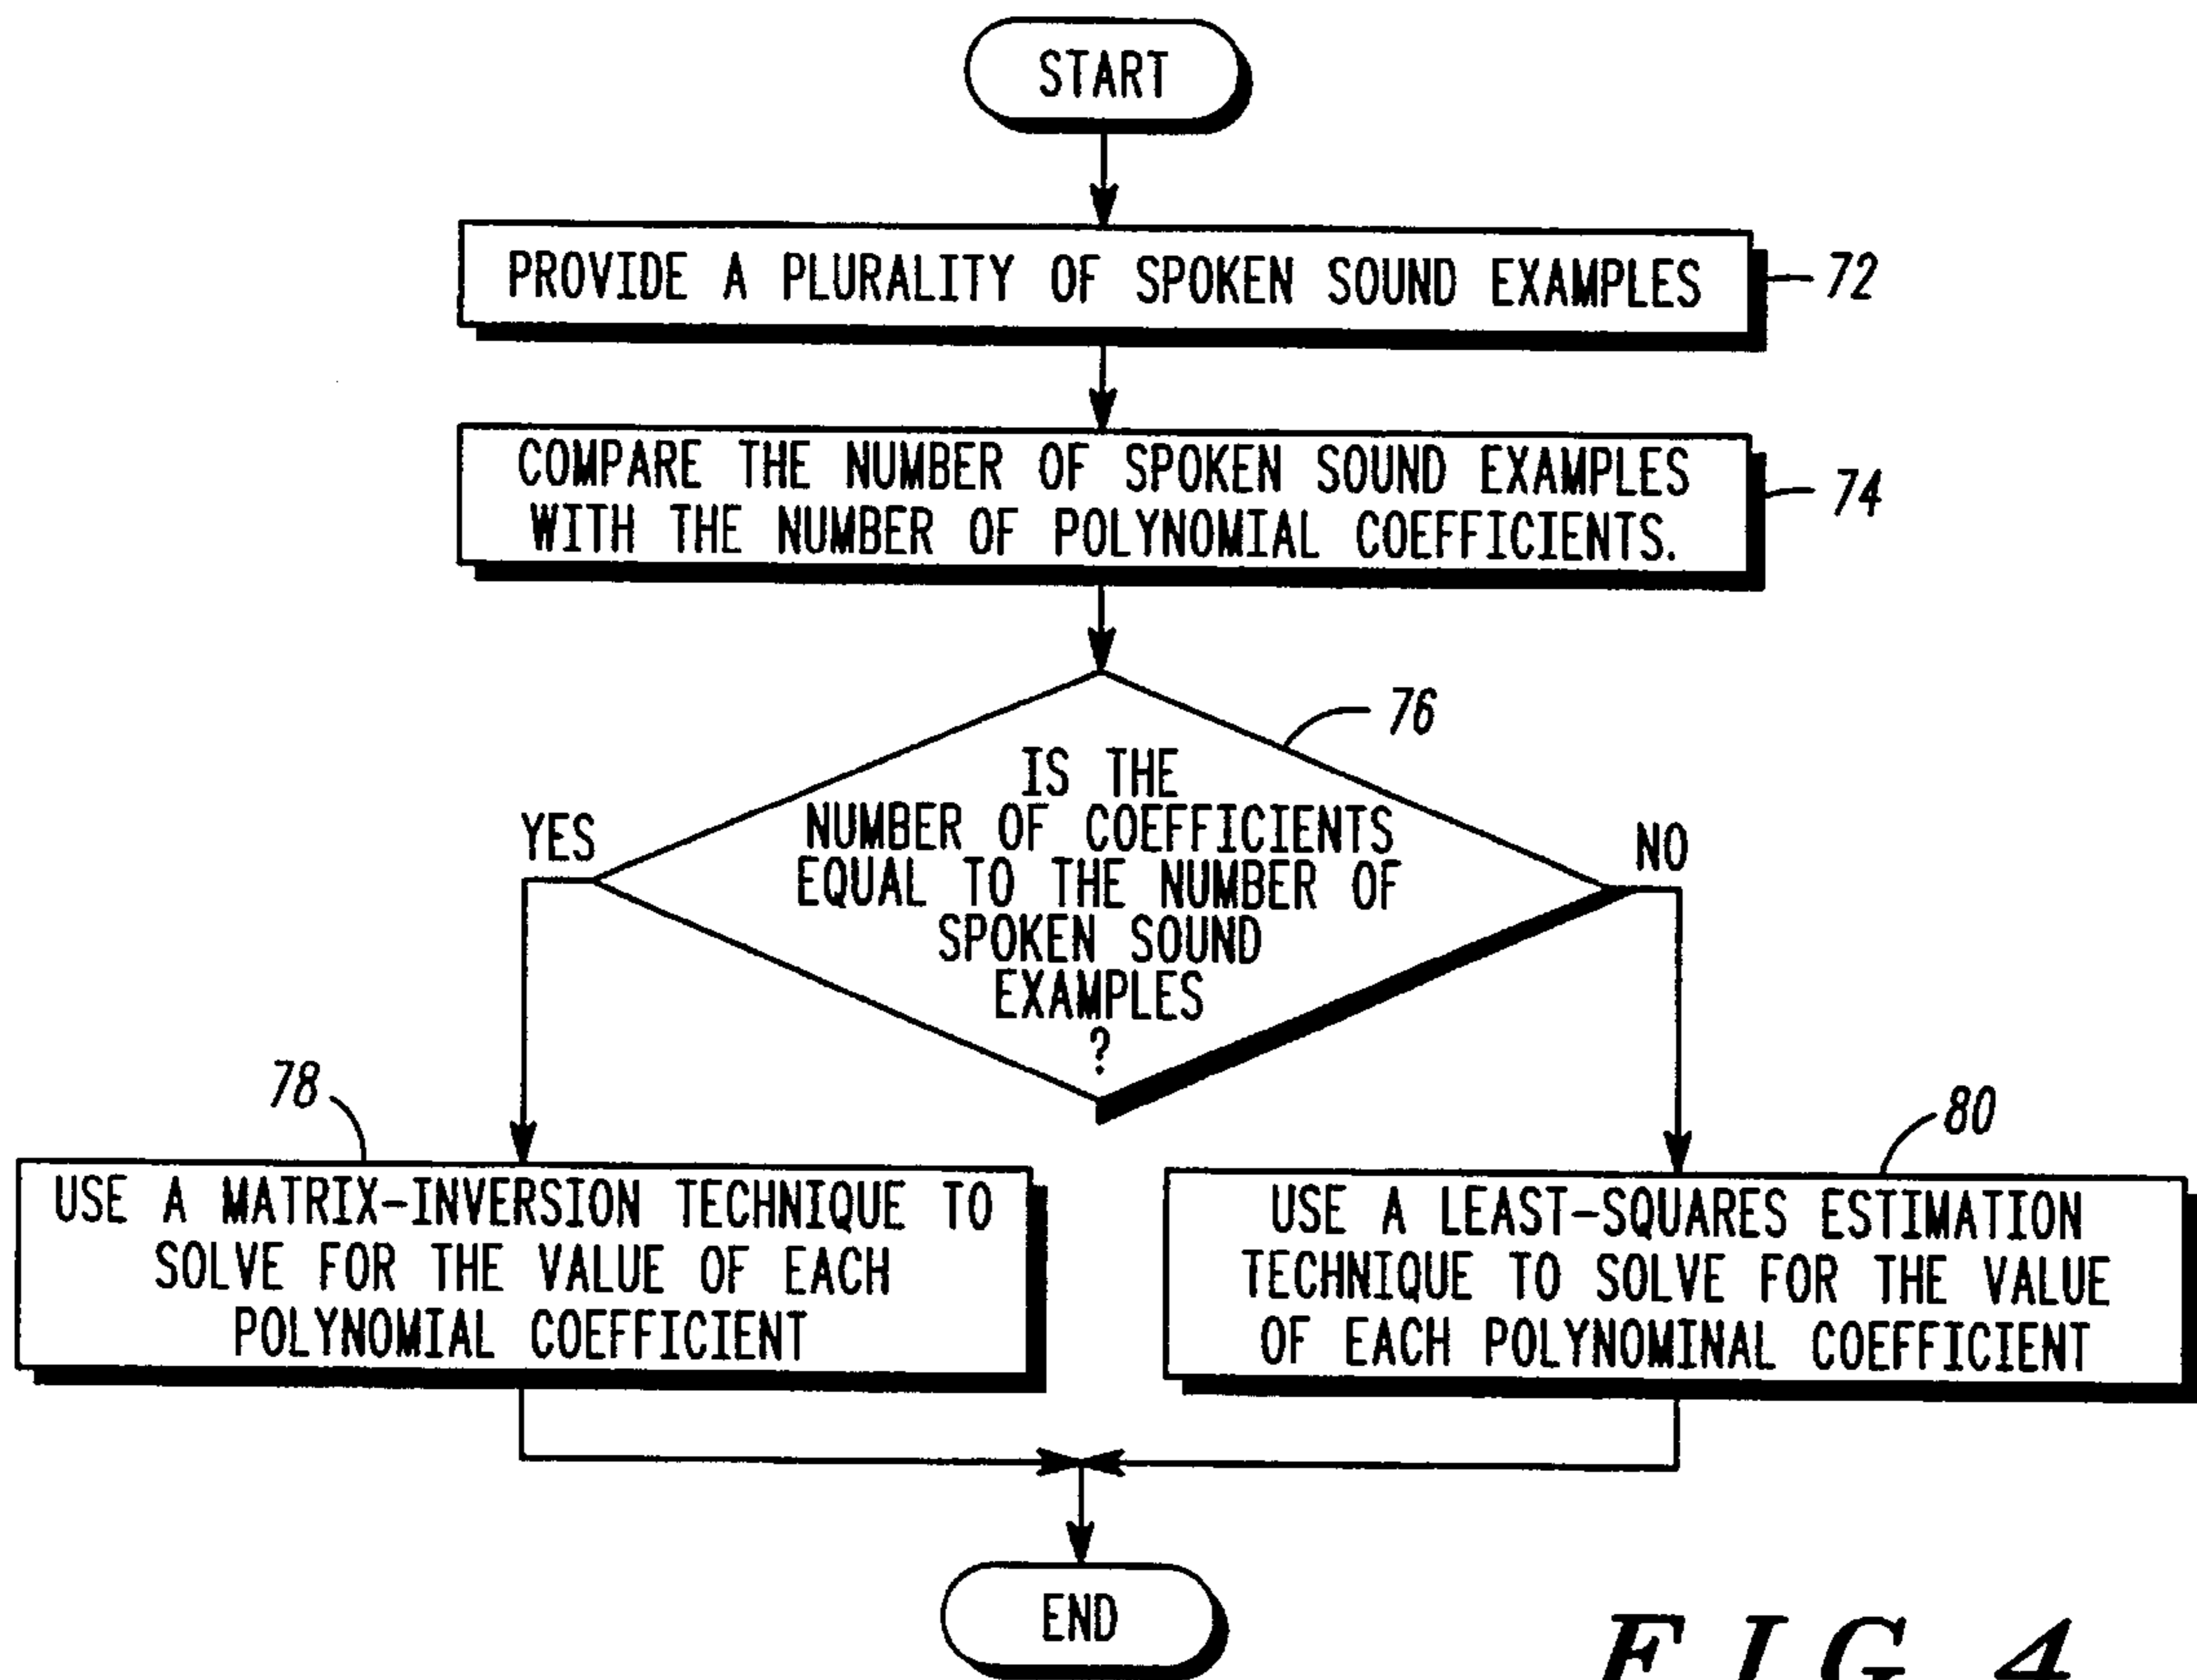 START
PROVIDE A PLURALITY OF SPOKEN SOUND EXAMPLES
72
COMPARE THE NUMBER OF SPOKEN SOUND EXAMPLES
WITH THE NUMBER OF POLYNOMIAL COEFFICIENTS.
74
76
IS THE
NUMBER OF COEFFICIENTS
EQUAL TO THE NUMBER OF
SPOKEN SOUND
EXAMPLES
?
YES
NO
78
USE A MATRIX-INVERSION TECHNIQUE TO
SOLVE FOR THE VALUE OF EACH
POLYNOMIAL COEFFICIENT
80
USE A LEAST-SQUARES ESTIMATION
TECHNIQUE TO SOLVE FOR THE VALUE
OF EACH POLYNOMINAL COEFFICIENT
END
FIG 4